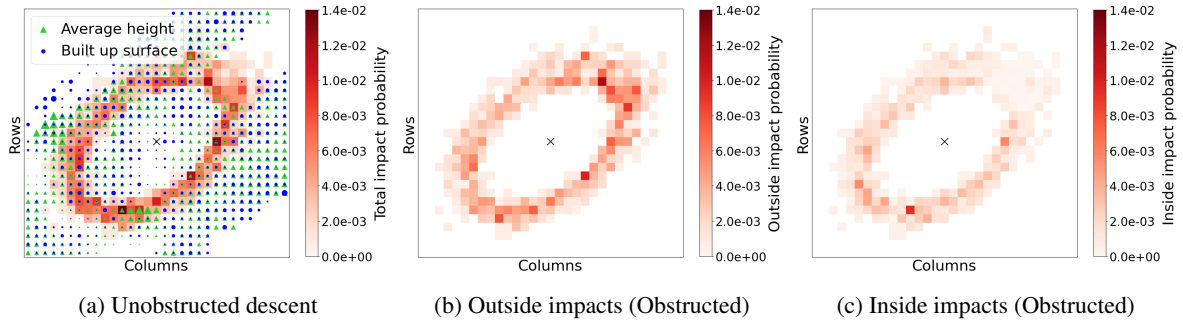 Average height
Built up surface
Rows
Columns
1.4e-02
1.2e-02
1.0e-02
8.0e-03
6.0e-03
4.0e-03
2.0e-03
0.0e+00
Total impact probability
(a) Unobstructed descent
Rows
Columns
1.4e-02
1.2e-02
1.0e-02
8.0e-03
6.0e-03
4.0e-03
2.0e-03
0.0e+00
Outside impact probability
(b) Outside impacts (Obstructed)
Rows
Columns
1.4e-02
1.2e-02
1.0e-02
8.0e-03
6.0e-03
4.0e-03
2.0e-03
0.0e+00
Inside impact probability
(c) Inside impacts (Obstructed)